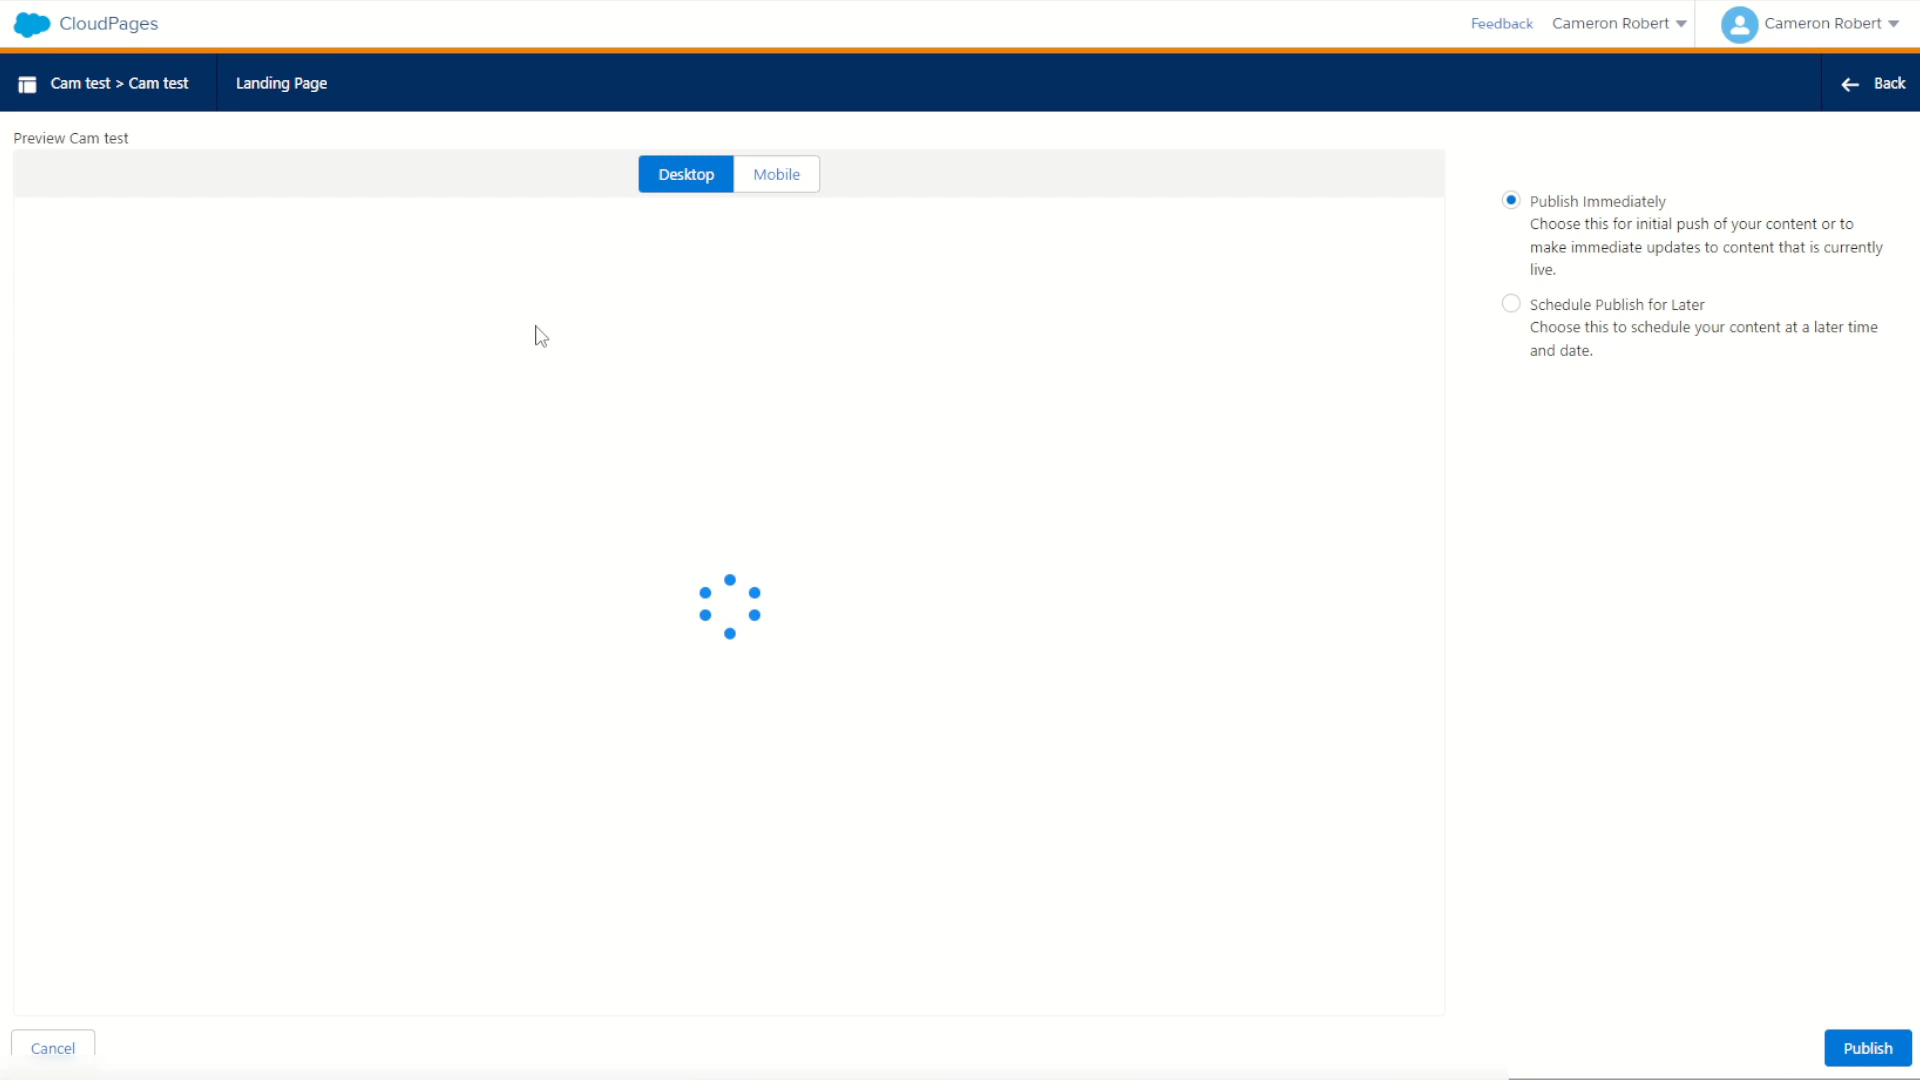 CloudPages
Feedback Cameron Robert Cameron Robert
Cam test > Cam test Landing Page Back
Preview Cam test
Desktop Mobile
Publish Immediately
Choose this for initial push of your content or to
make immediate updates to content that is currently
live.
Schedule Publish for Later
Choose this to schedule your content at a later time
and date.
Cancel Publish